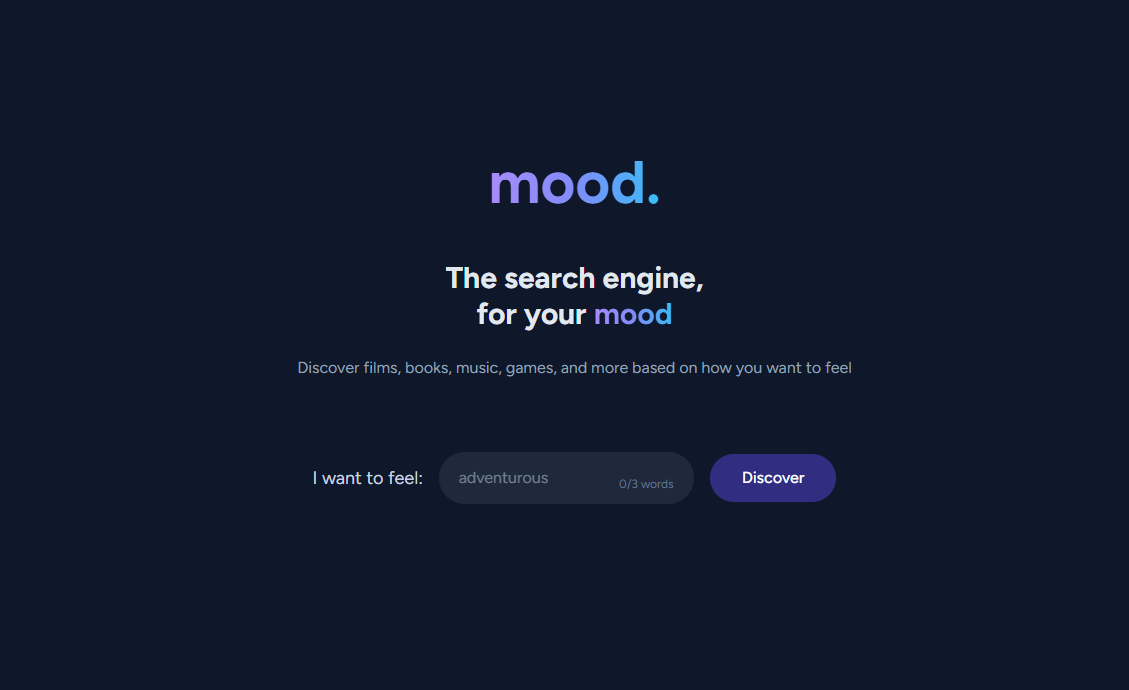 mood.
The search engine,
for your mood
Discover films, books, music, games, and more based on how you want to feel
I want to feel: adventurous 0/3 words Discover